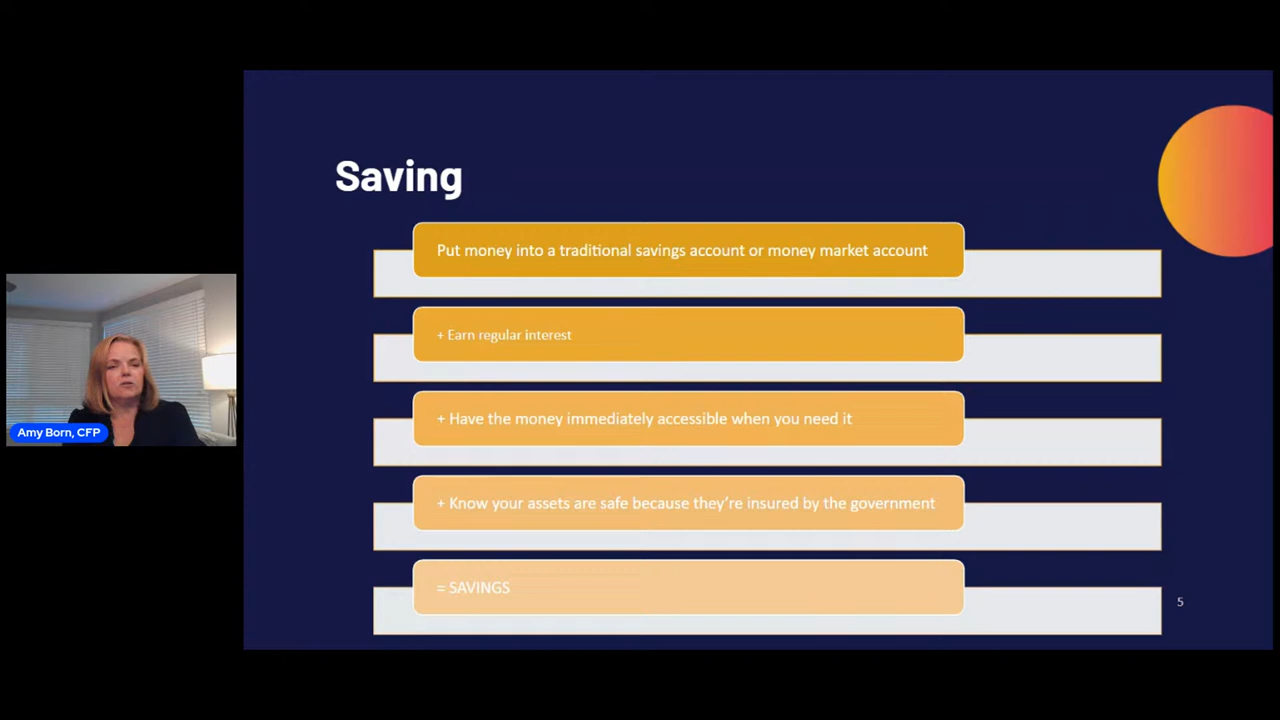 Saving
Put money into a traditional savings account or money market account
+ Earn regular interest
+ Have the money immediately accessible when you need it
+ Know your assets are safe because they're insured by the government
= SAVINGS
5
Amy Born, CFP